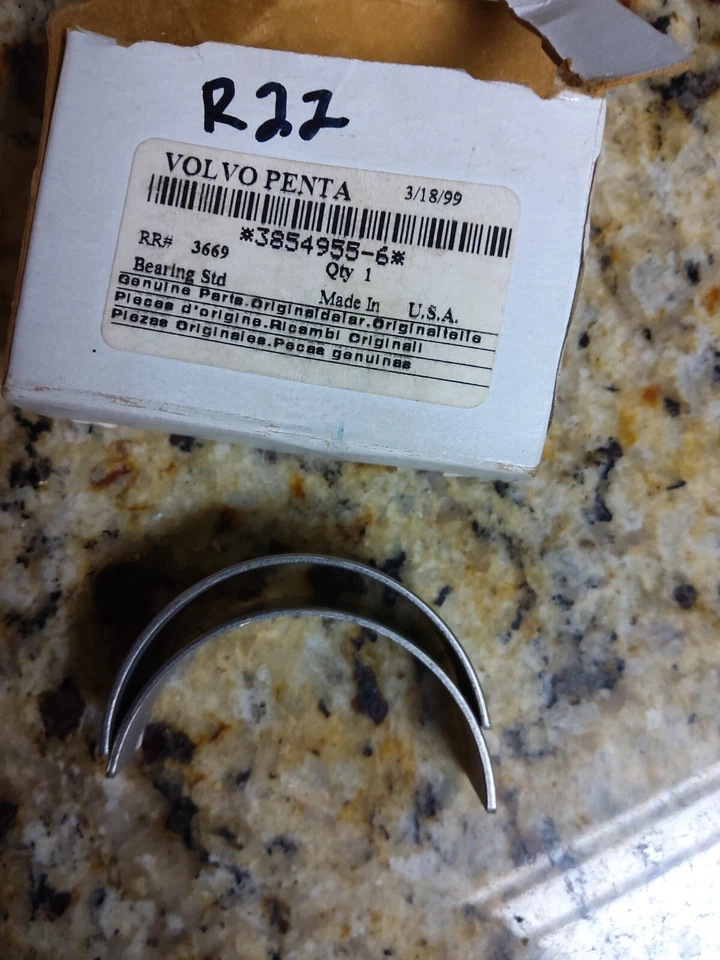 R22
VOLVO PENTA 3/18/99
*3854955-6*
RR# 3669 Qty 1
Bearing Std Made In U.S.A.
Genuine Parts.Originaldelar.Originalteile
Pieces d'origine.Ricambi Originali
Piezas Originales.Pecas genuinas